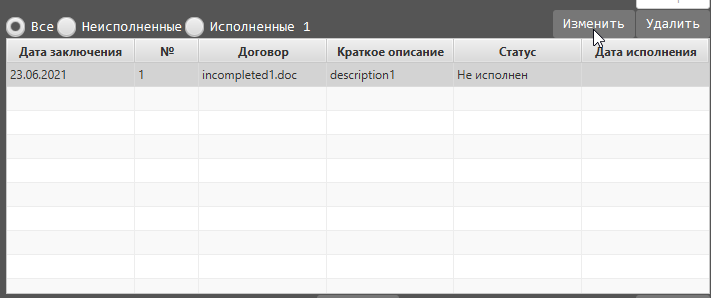 Все Неисполненные Исполненные 1 Изменить Удалить
Дата заключения № Договор Краткое описание Статус Дата исполнения
23.06.2021 1 incompleted1.doc description1 Не исполнен